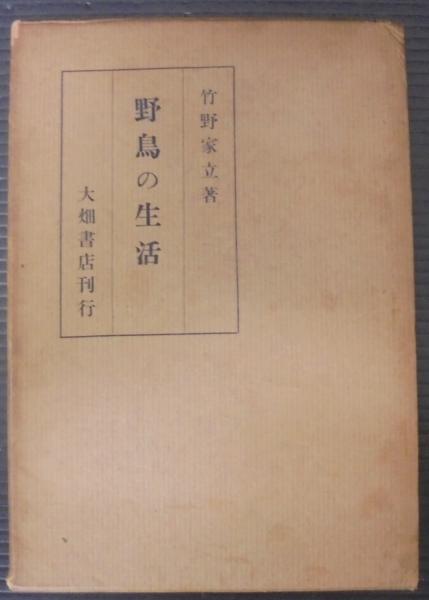 竹野家立著
野鳥の生活
大畑書店刊行